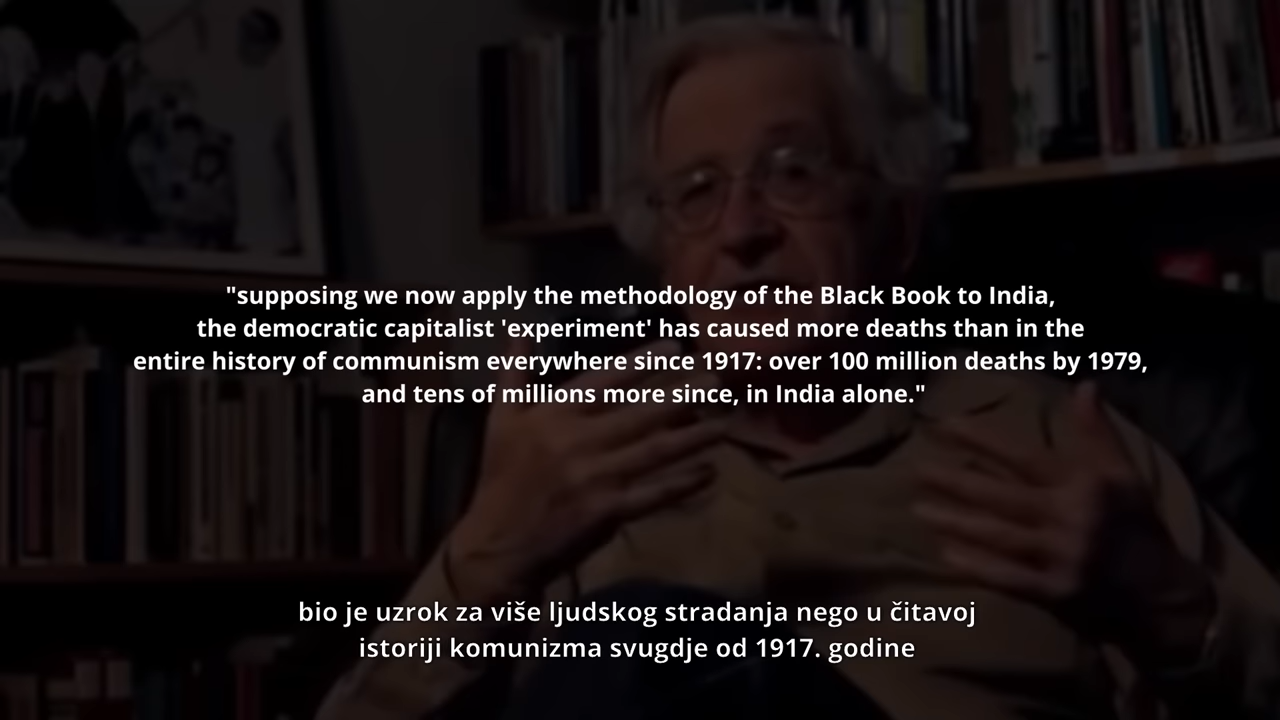 "supposing we now apply the methodology of the Black Book to India,
the democratic capitalist 'experiment' has caused more deaths than in the
entire history of communism everywhere since 1917: over 100 million deaths by 1979,
and tens of millions more since, in India alone."
bio je uzrok za više ljudskog stradanja nego u čitavoj
istoriji komunizma svugdje od 1917. godine